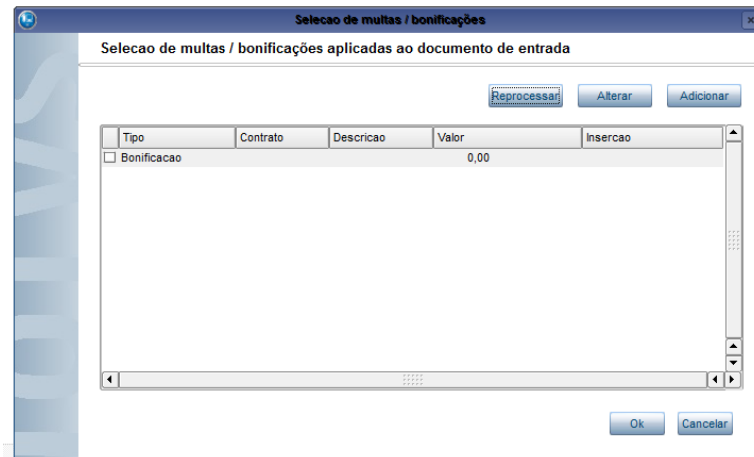 Selecao de multas / bonificações
Selecao de multas / bonificações aplicadas ao documento de entrada
Reprocessar Alterar Adicionar
Tipo Contrato Descricao Valor Insercao
Bonificacao 0,00
Ok Cancelar